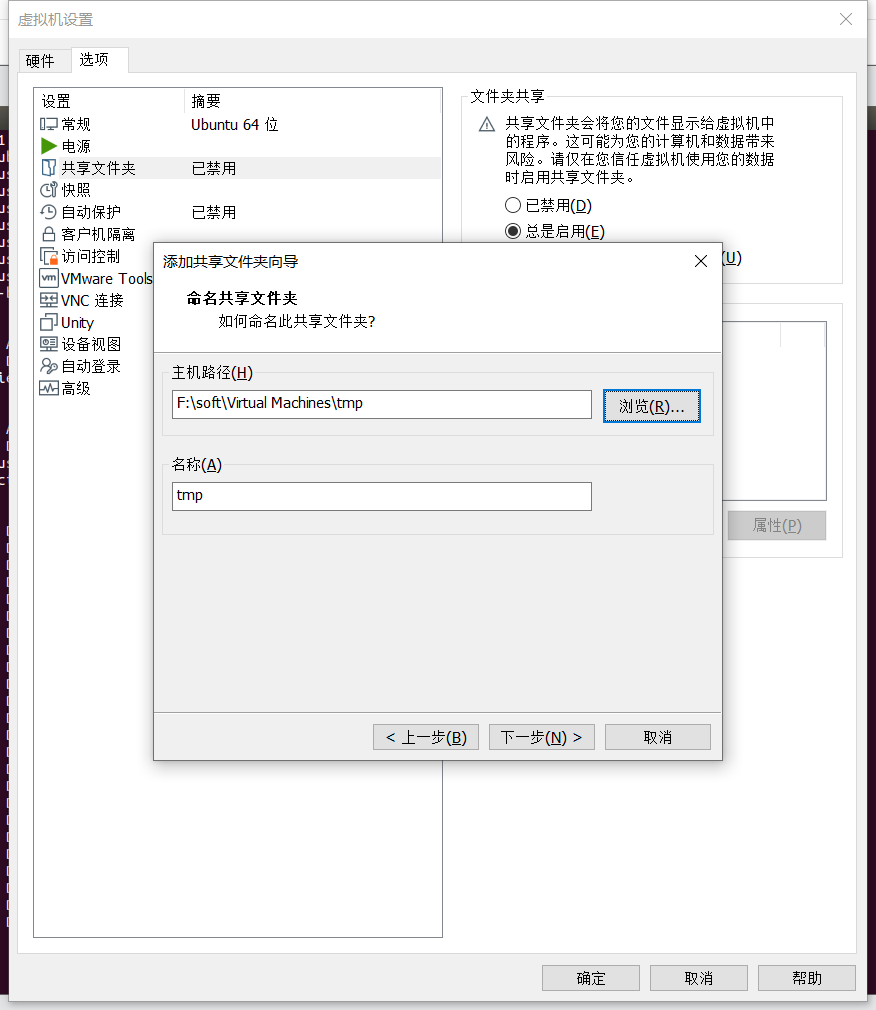 虚拟机设置
硬件 选项
设置 摘要
常规 Ubuntu 64 位
电源
共享文件夹 已禁用
快照
自动保护 已禁用
客户机隔离
访问控制
VMware Tools
VNC 连接
Unity
设备视图
自动登录
高级
文件夹共享
共享文件夹会将您的文件显示给虚拟机中
的程序。这可能为您的计算机和数据带来
风险。请仅在您信任虚拟机使用您的数据
时启用共享文件夹。
已禁用(D)
总是启用(E)
(U)
属性(P)
添加共享文件夹向导
命名共享文件夹
如何命名此共享文件夹?
主机路径(H)
F:\soft\Virtual Machines\tmp
浏览(R)...
名称(A)
tmp
< 上一步(B) 下一步(N) > 取消
确定 取消 帮助